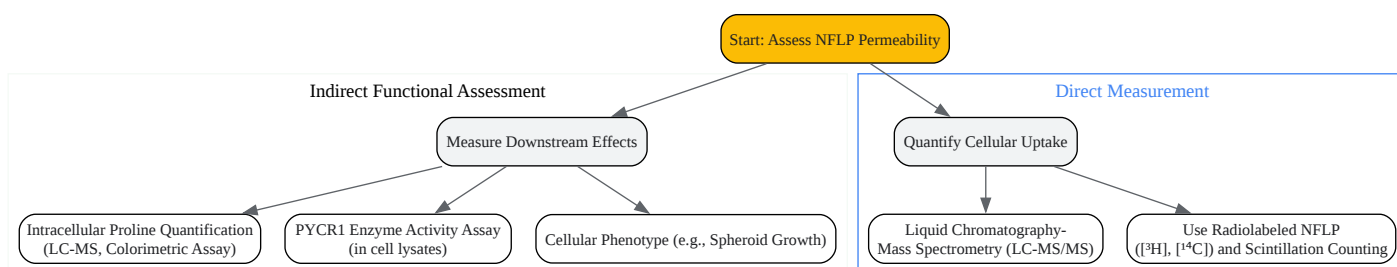 Start: Assess NFLP Permeability
Indirect Functional Assessment
Direct Measurement
Measure Downstream Effects
Quantify Cellular Uptake
Intracellular Proline Quantification
(LC-MS, Colorimetric Assay)
PYCR1 Enzyme Activity Assay
(in cell lysates)
Cellular Phenotype (e.g., Spheroid Growth)
Liquid Chromatography-
Mass Spectrometry (LC-MS/MS)
Use Radiolabeled NFLP
([³H], [¹⁴C]) and Scintillation Counting